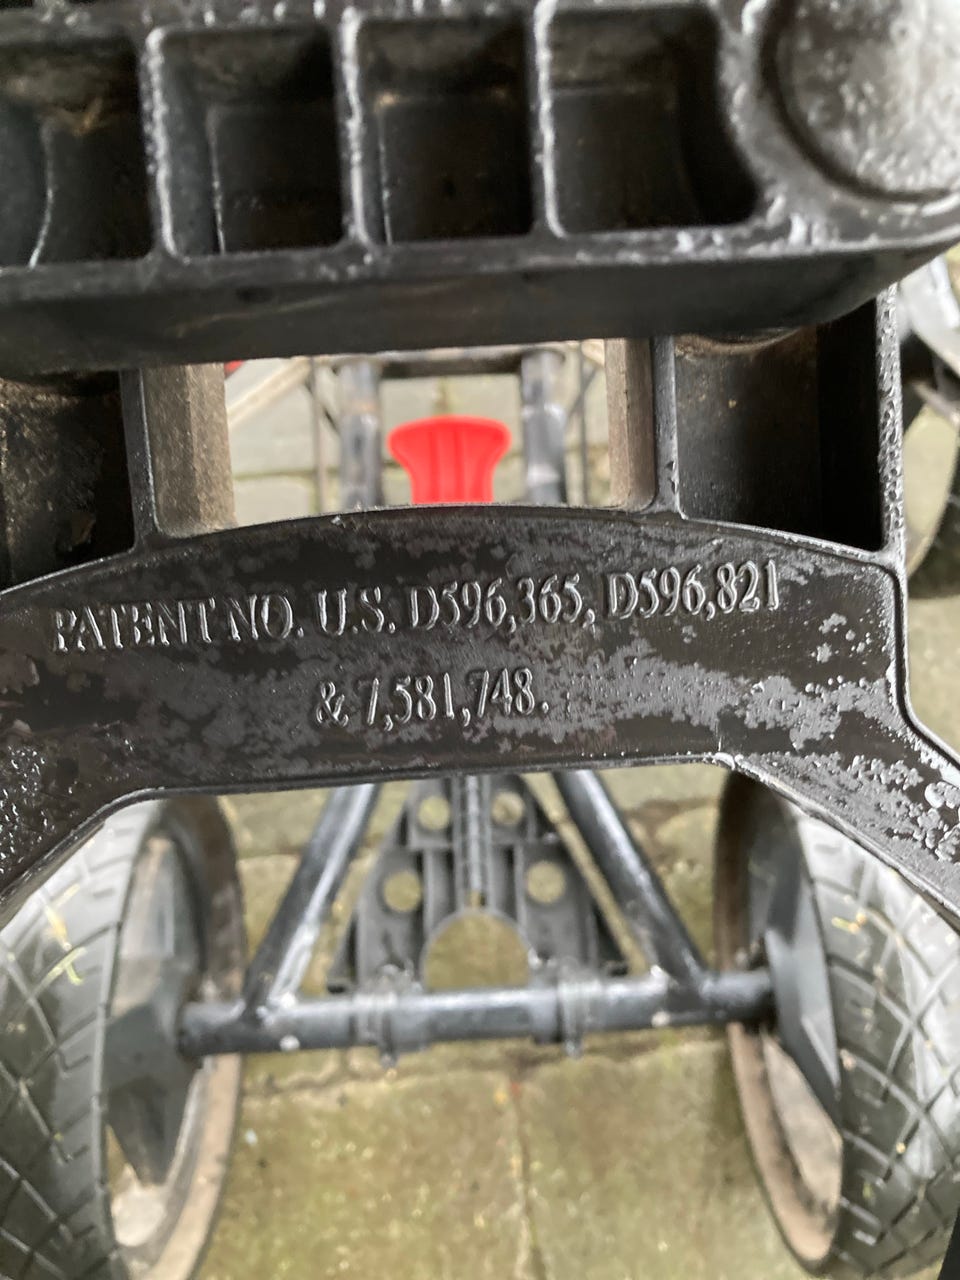 PATENT NO. U.S. D596,365, D596,821
& 7,581,748.